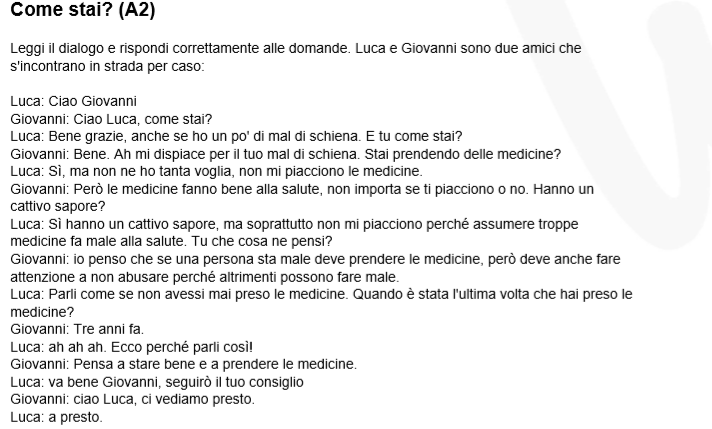 Come stai? (A2)
Leggi il dialogo e rispondi correttamente alle domande. Luca e Giovanni sono due amici che
s'incontrano in strada per caso:
Luca: Ciao Giovanni
Giovanni: Ciao Luca, come stai?
Luca: Bene grazie, anche se ho un po' di mal di schiena. E tu come stai?
Giovanni: Bene. Ah mi dispiace per il tuo mal di schiena. Stai prendendo delle medicine?
Luca: Sì, ma non ne ho tanta voglia, non mi piacciono le medicine.
Giovanni: Però le medicine fanno bene alla salute, non importa se ti piacciono o no. Hanno un
cattivo sapore?
Luca: Sì hanno un cattivo sapore, ma soprattutto non mi piacciono perché assumere troppe
medicine fa male alla salute. Tu che cosa ne pensi?
Giovanni: io penso che se una persona sta male deve prendere le medicine, però deve anche fare
attenzione a non abusare perché altrimenti possono fare male.
Luca: Parli come se non avessi mai preso le medicine. Quando è stata l'ultima volta che hai preso le
medicine?
Giovanni: Tre anni fa.
Luca: ah ah ah. Ecco perché parli così!
Giovanni: Pensa a stare bene e a prendere le medicine.
Luca: va bene Giovanni, seguirò il tuo consiglio
Giovanni: ciao Luca, ci vediamo presto.
Luca: a presto.